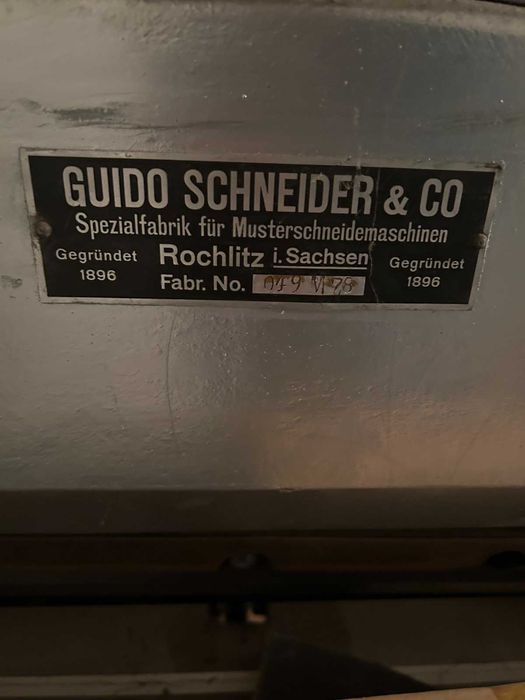 GUIDO SCHNEIDER & CO
Spezialfabrik für Musterschneidemaschinen
Gegründet 1896
Rochlitz i.Sachsen
Fabr. No.
Gegründet 1896